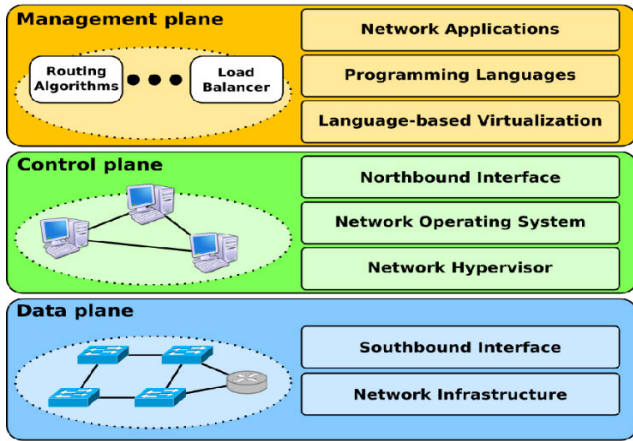 Management plane
Routing
Algorithms
Load
Balancer
Network Applications
Programming Languages
Language-based Virtualization
Control plane
Northbound Interface
Network Operating System
Network Hypervisor
Data plane
Southbound Interface
Network Infrastructure